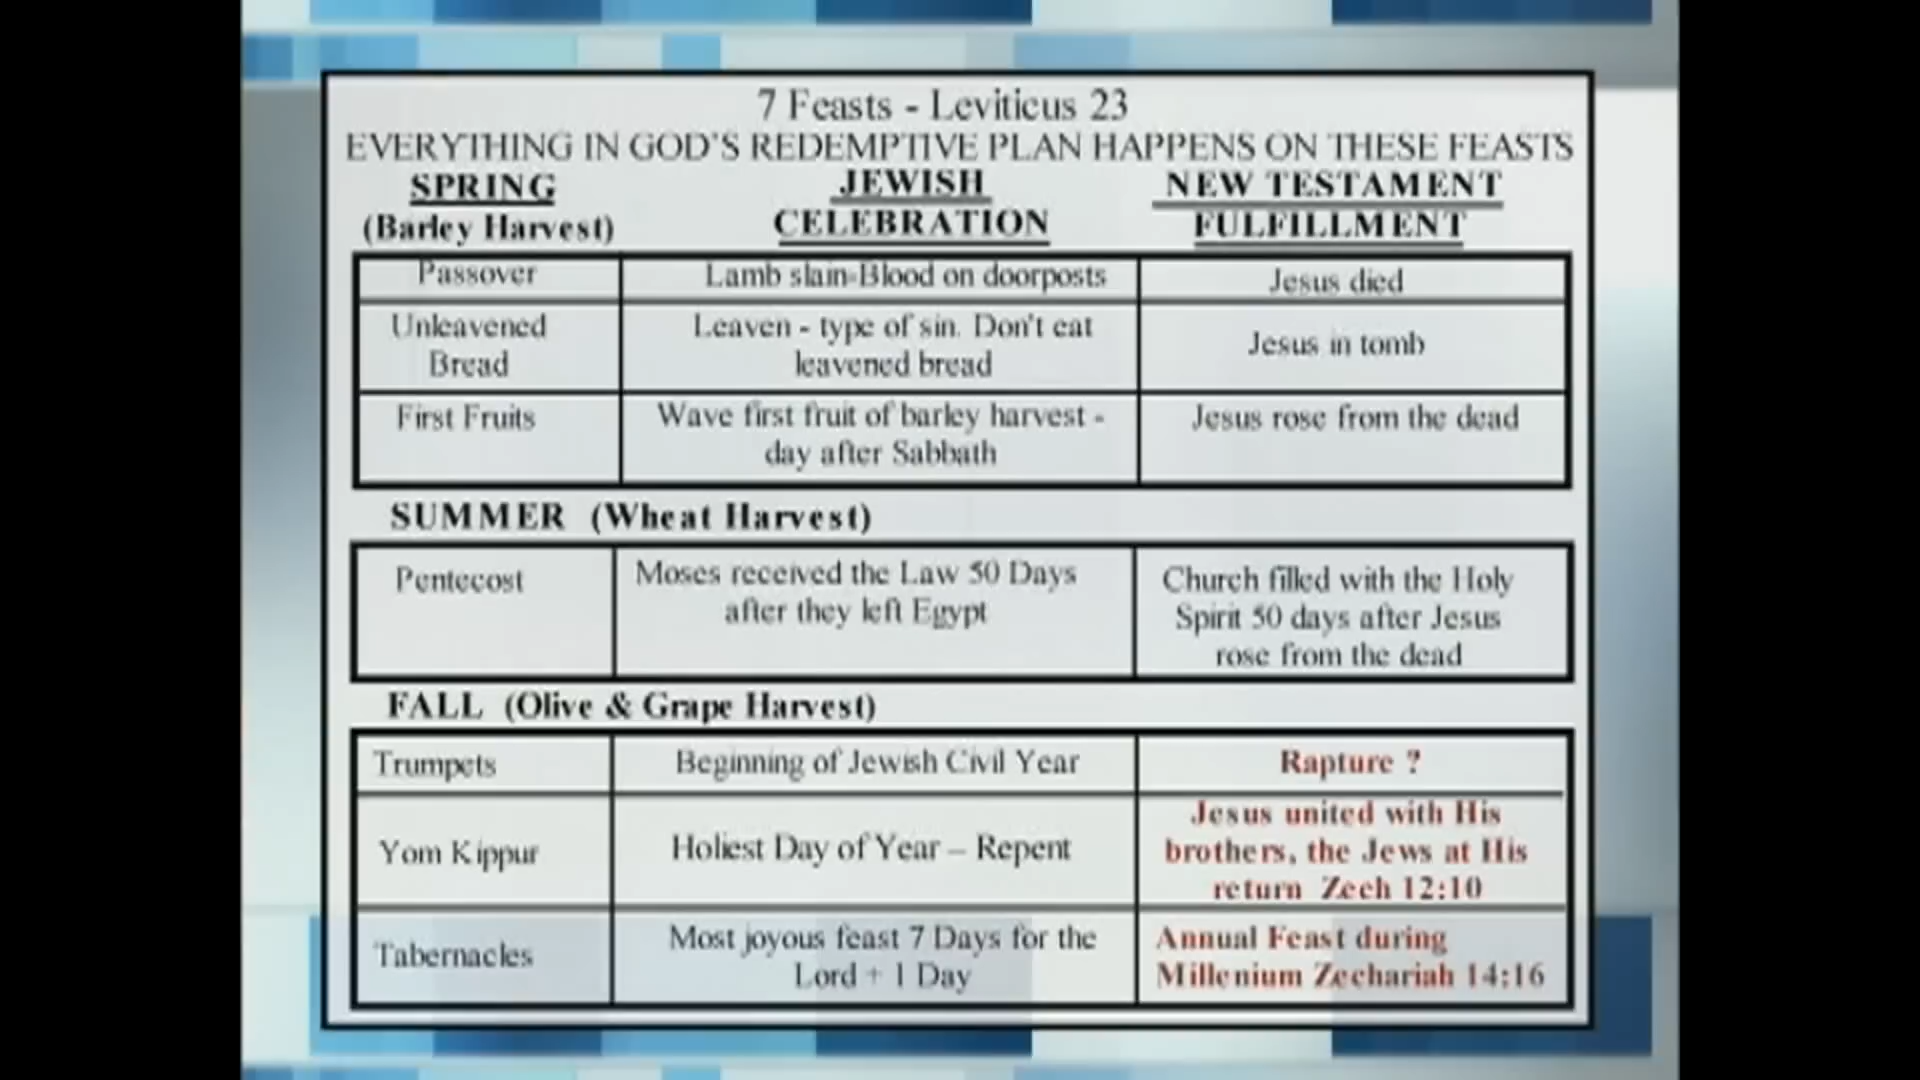 7 Feasts - Leviticus 23
EVERYTHING IN GOD'S REDEMPTIVE PLAN HAPPENS ON THESE FEASTS
SPRING
(Barley Harvest)
JEWISH
CELEBRATION
NEW TESTAMENT
FULFILLMENT
Passover
Lamb slain-Blood on doorposts
Jesus died
Unleavened
Bread
Leaven - type of sin. Don't eat
leavened bread
Jesus in tomb
First Fruits
Wave first fruit of barley harvest -
day after Sabbath
Jesus rose from the dead
SUMMER (Wheat Harvest)
Pentecost
Moses received the Law 50 Days
after they left Egypt
Church filled with the Holy
Spirit 50 days after Jesus
rose from the dead
FALL (Olive & Grape Harvest)
Trumpets
Beginning of Jewish Civil Year
Rapture ?
Yom Kippur
Holiest Day of Year – Repent
Jesus united with His
brothers, the Jews at His
return Zech 12:10
Tabernacles
Most joyous feast 7 Days for the
Lord + 1 Day
Annual Feast during
Millenium Zechariah 14:16